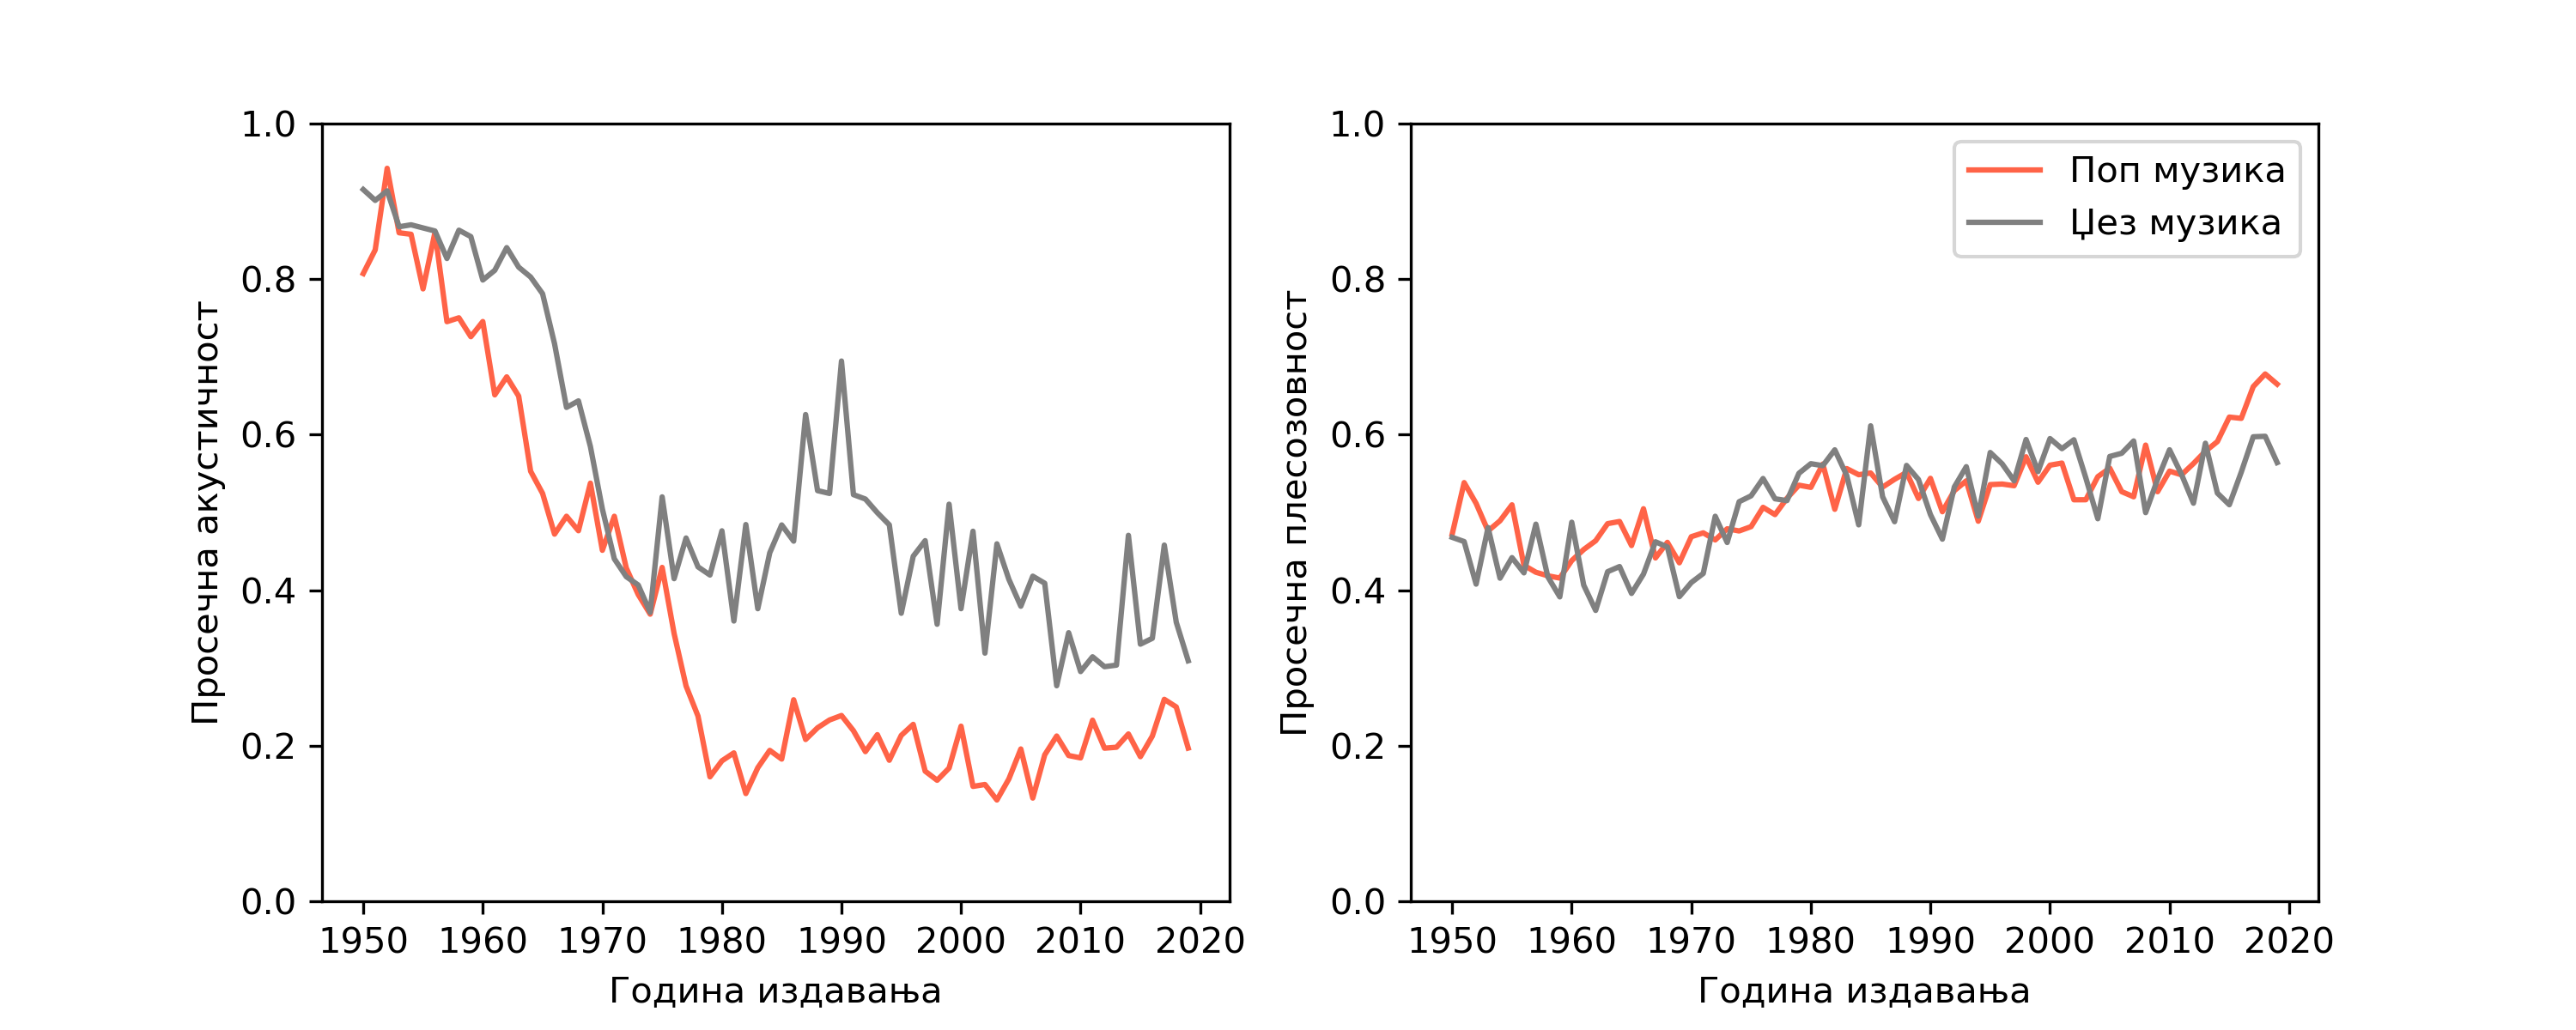 Просечна акустичност
1.0
0.8
0.6
0.4
0.2
0.0
1950 1960 1970 1980 1990 2000 2010 2020
Година издавања
Просечна плесозовност
1.0
0.8
0.6
0.4
0.2
0.0
Поп музика
Џез музика
1950 1960 1970 1980 1990 2000 2010 2020
Година издавања